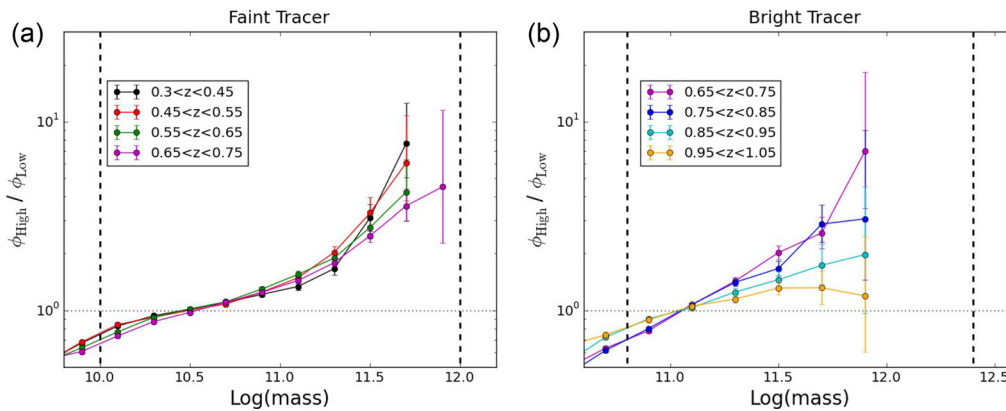 Faint Tracer
(a)
0.3<z<0.45
0.45<z<0.55
0.55<z<0.65
0.65<z<0.75
10¹
10⁰
ϕHigh / ϕLow
10.0 10.5 11.0 11.5 12.0
Log(mass)
Bright Tracer
(b)
0.65<z<0.75
0.75<z<0.85
0.85<z<0.95
0.95<z<1.05
10¹
10⁰
ϕHigh / ϕLow
11.0 11.5 12.0 12.5
Log(mass)